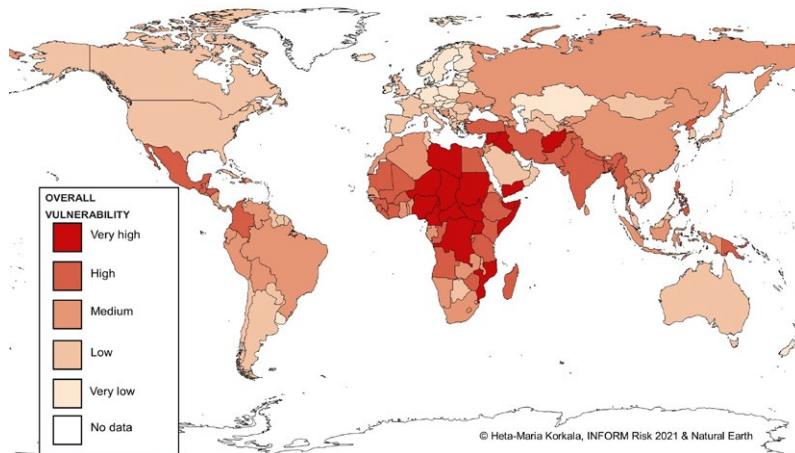 OVERALL
VULNERABILITY
Very high
High
Medium
Low
Very low
No data
© Heta-Maria Korkala, INFORM Risk 2021 & Natural Earth